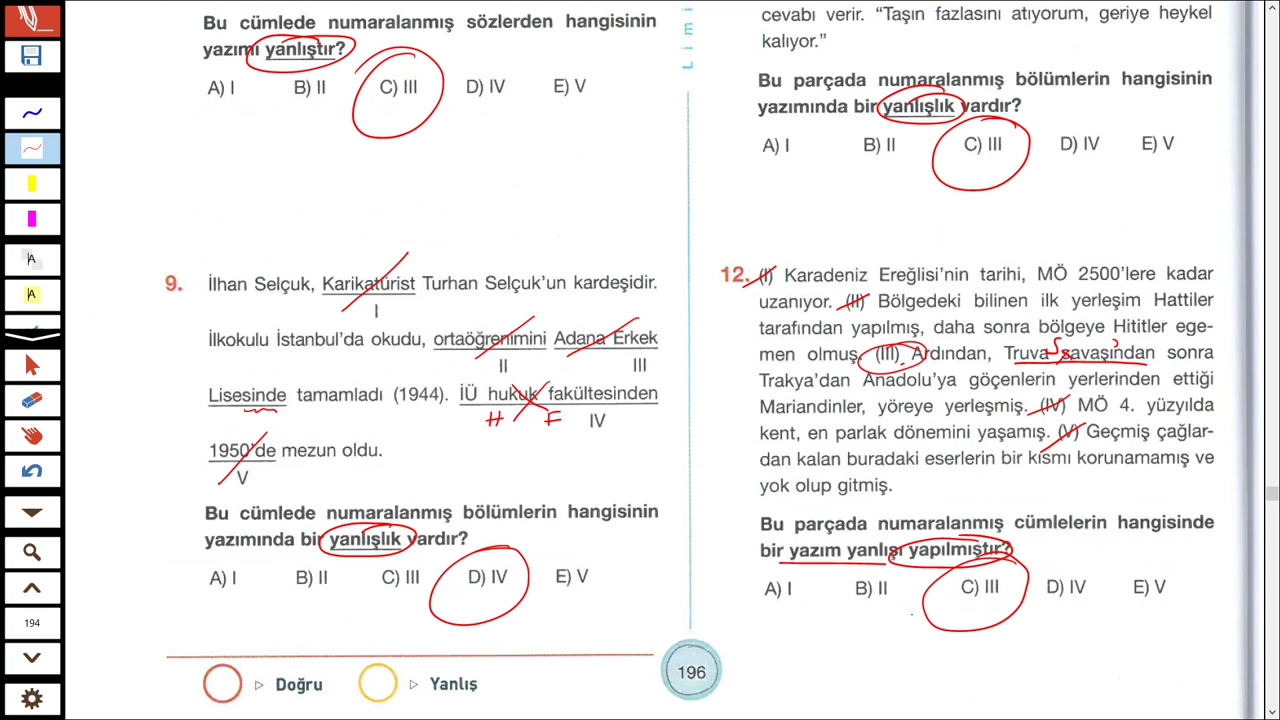 Bu cümlede numaralanmış sözlerden hangisinin
yazımı yanlıştır?
A) I B) II C) III D) IV E) V
9. İlhan Selçuk, Karikatürist Turhan Selçuk'un kardeşidir.
I
İlkokulu İstanbul'da okudu, ortaöğrenimini Adana Erkek
II III
Lisesinde tamamladı (1944). İÜ hukuk fakültesinden
H F IV
1950'de mezun oldu.
V
Bu cümlede numaralanmış bölümlerin hangisinin
yazımında bir yanlışlık vardır?
A) I B) II C) III D) IV E) V
Limi
cevabı verir. “Taşın fazlasını atıyorum, geriye heykel
kalıyor.”
Bu parçada numaralanmış bölümlerin hangisinin
yazımında bir yanlışlık vardır?
A) I B) II C) III D) IV E) V
12. (I) Karadeniz Ereğlisi'nin tarihi, MÖ 2500'lere kadar
uzanıyor. (II) Bölgedeki bilinen ilk yerleşim Hattiler
tarafından yapılmış, daha sonra bölgeye Hititler ege-
men olmuş. (III) Ardından, Truva savaşından sonra
S '
Trakya'dan Anadolu'ya göçenlerin yerlerinden ettiği
Mariandinler, yöreye yerleşmiş. (IV) MÖ 4. yüzyılda
kent, en parlak dönemini yaşamış. (V) Geçmiş çağlar-
dan kalan buradaki eserlerin bir kısmı korunamamış ve
yok olup gitmiş.
Bu parçada numaralanmış cümlelerin hangisinde
bir yazım yanlışı yapılmıştır?
A) I B) II C) III D) IV E) V
Doğru Yanlış
196
A
A
194